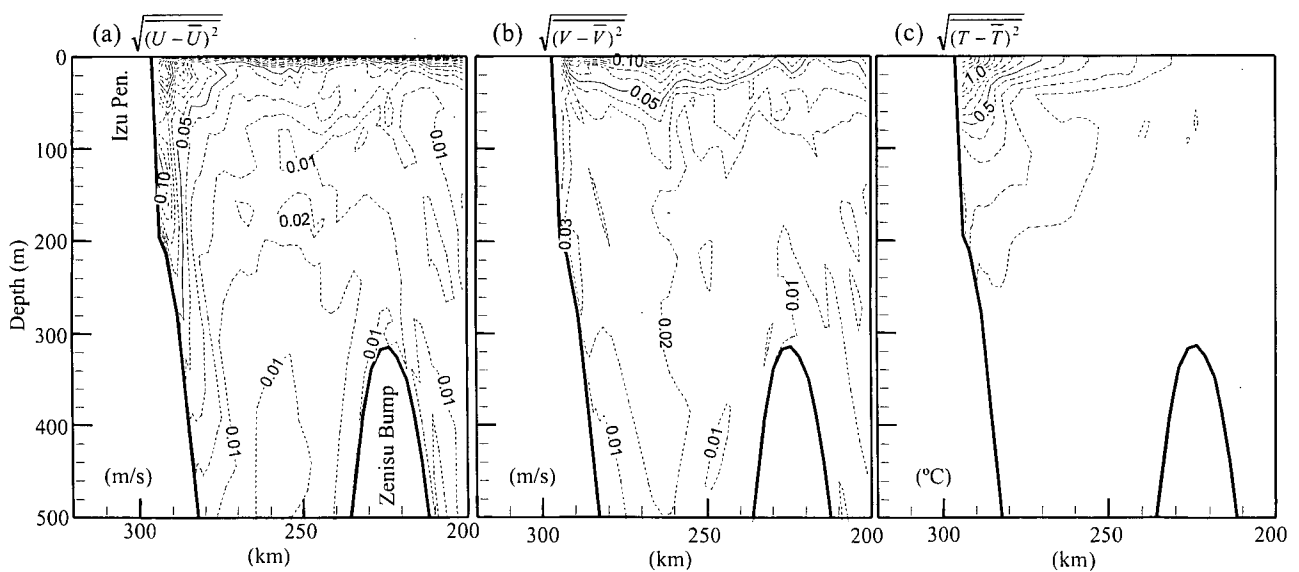 (a) √(U – U̅)²
(b) √(V – V̅)²
(c) √(T – T̅)²
Depth (m)
0
100
200
300
400
500
Izu Pen.
0.05
0.10
0.01
0.01
0.02
0.01
0.01
0.01
0.01
Zenisu Bump
(m/s)
300
250
200
(km)
0.10
0.05
0.03
0.02
0.01
0.01
0.01
(m/s)
300
250
200
(km)
1.0
0.5
(ºC)
300
250
200
(km)